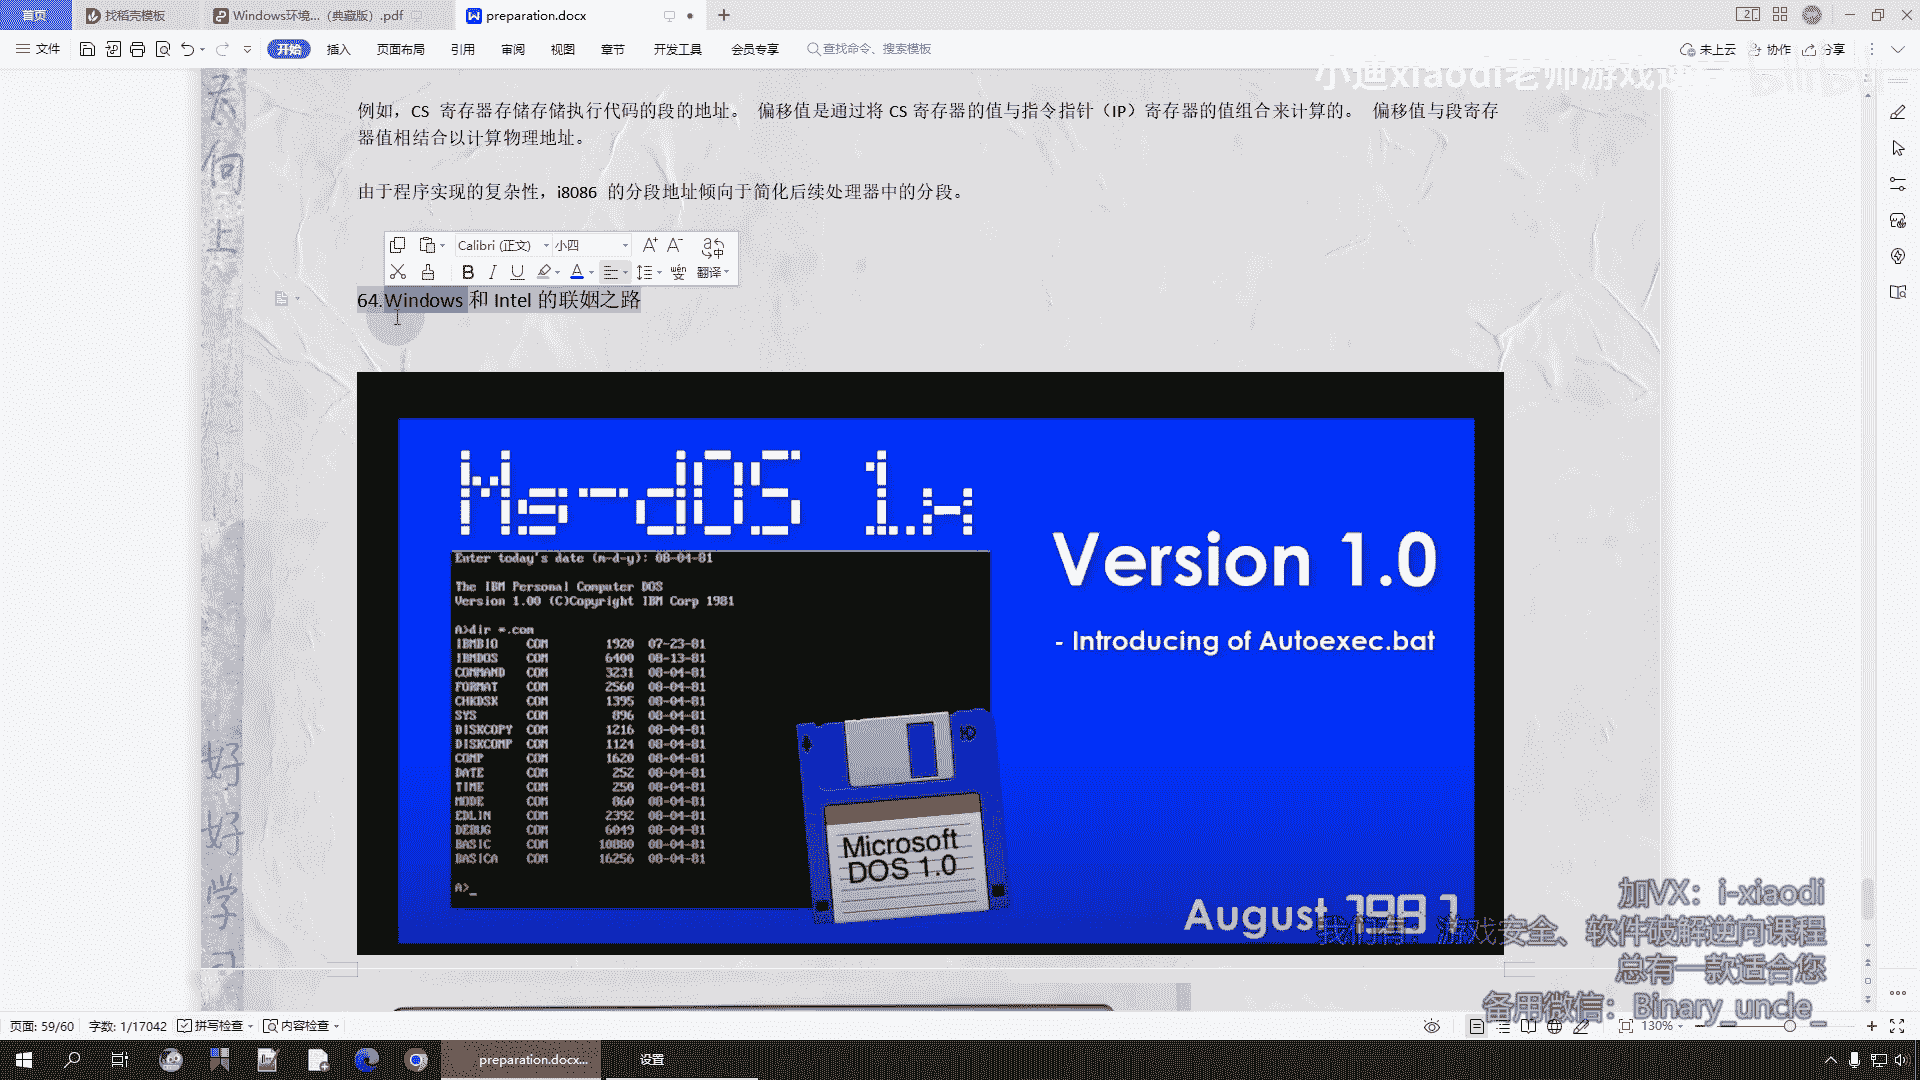 首页
找稻壳模板
Windows环境...（典藏版）.pdf
preparation.docx
文件
开始
插入
页面布局
引用
审阅
视图
章节
开发工具
会员专享
查找命令、搜索模板
未上云
协作
分享
例如，CS 寄存器存储存储执行代码的段的地址。 偏移值是通过将 CS 寄存器的值与指令指针（IP）寄存器的值组合来计算的。 偏移值与段寄存
器值相结合以计算物理地址。
由于程序实现的复杂性，i8086 的分段地址倾向于简化后续处理器中的分段。
Calibri (正文)
小四
翻译
64.Windows 和 Intel 的联姻之路
Ms-dOS 1.x
Enter today's date (m-d-y): 08-04-81
The IBM Personal Computer DOS
Version 1.00 (C)Copyright IBM Corp 1981
A>dir *.com
IBMBIO COM 1920 07-23-81
IBMDOS COM 6400 08-13-81
COMMAND COM 3231 08-04-81
FORMAT COM 2560 08-04-81
CHKDSK COM 1395 08-04-81
SYS COM 896 08-04-81
DISKCOPY COM 1216 08-04-81
DISKCOMP COM 1124 08-04-81
COMP COM 1620 08-04-81
DATE COM 252 08-04-81
TIME COM 250 08-04-81
MODE COM 860 08-04-81
EDLIN COM 2392 08-04-81
DEBUG COM 6049 08-04-81
BASIC COM 10880 08-04-81
BASICA COM 16256 08-04-81
A>_
Version 1.0
- Introducing of Autoexec.bat
Microsoft
DOS 1.0
August 1981
加VX：i-xiaodi
我们有：游戏安全、软件破解逆向课程
总有一款适合您
备用微信：Binary_uncle_
页面: 59/60
字数: 1/17042
拼写检查
内容检查
130%
preparation.docx...
设置
向
上
好
好
学
习